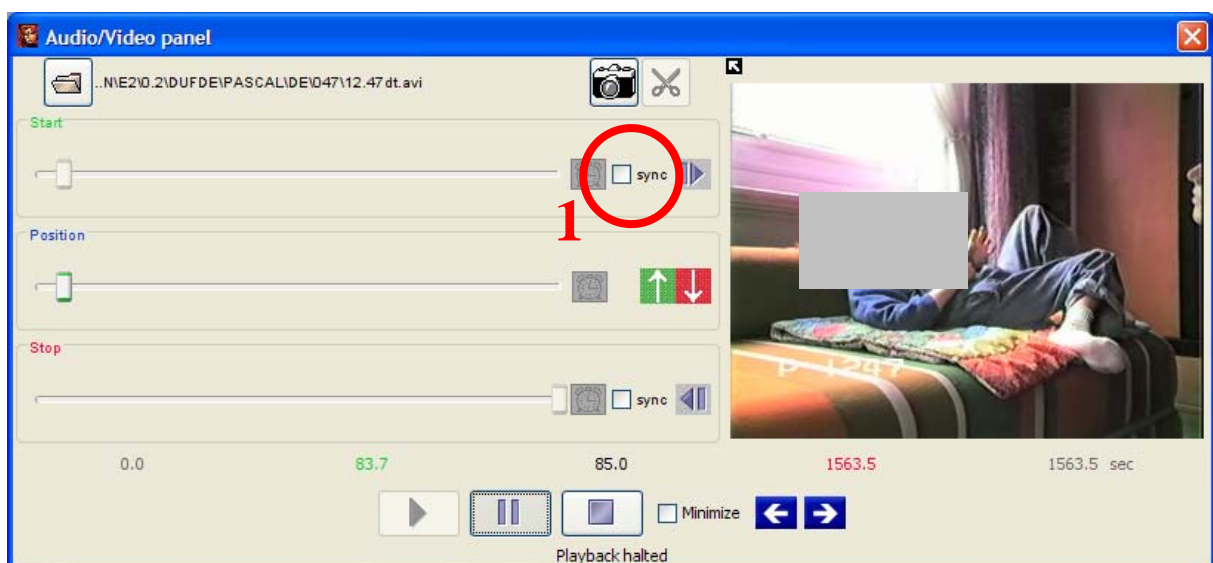 Audio/Video panel
..N\E2\0.2\DUFDE\PASCAL\DE\047\12.47dt.avi
Start
sync
1
Position
Stop
sync
P 1247
0.0 83.7 85.0 1563.5 1563.5 sec
Minimize
Playback halted